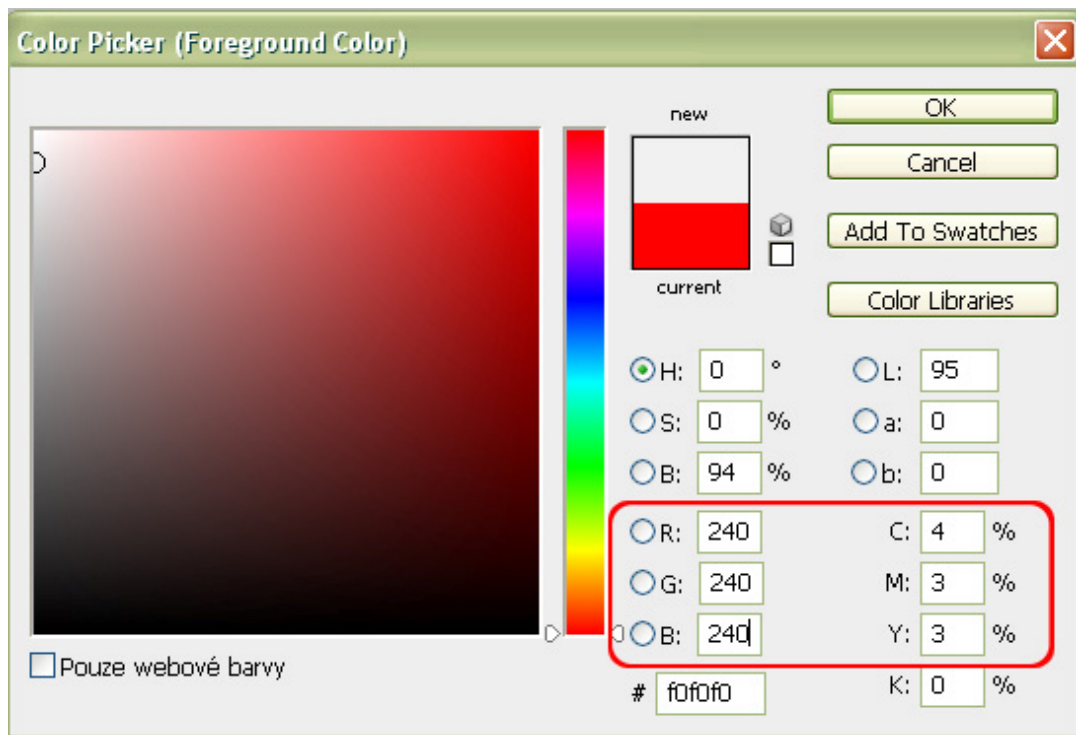 Color Picker (Foreground Color)
new
current
OK
Cancel
Add To Swatches
Color Libraries
H: 0 °
L: 95
S: 0 %
a: 0
B: 94 %
b: 0
R: 240
C: 4 %
G: 240
M: 3 %
B: 240
Y: 3 %
# f0f0f0
K: 0 %
Pouze webové barvy